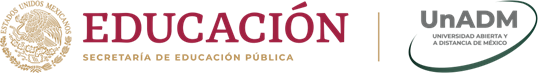 ESTADOS UNIDOS MEXICANOS
EDUCACIÓN
SECRETARÍA DE EDUCACIÓN PÚBLICA
UnADM
UNIVERSIDAD ABIERTA Y
A DISTANCIA DE MÉXICO